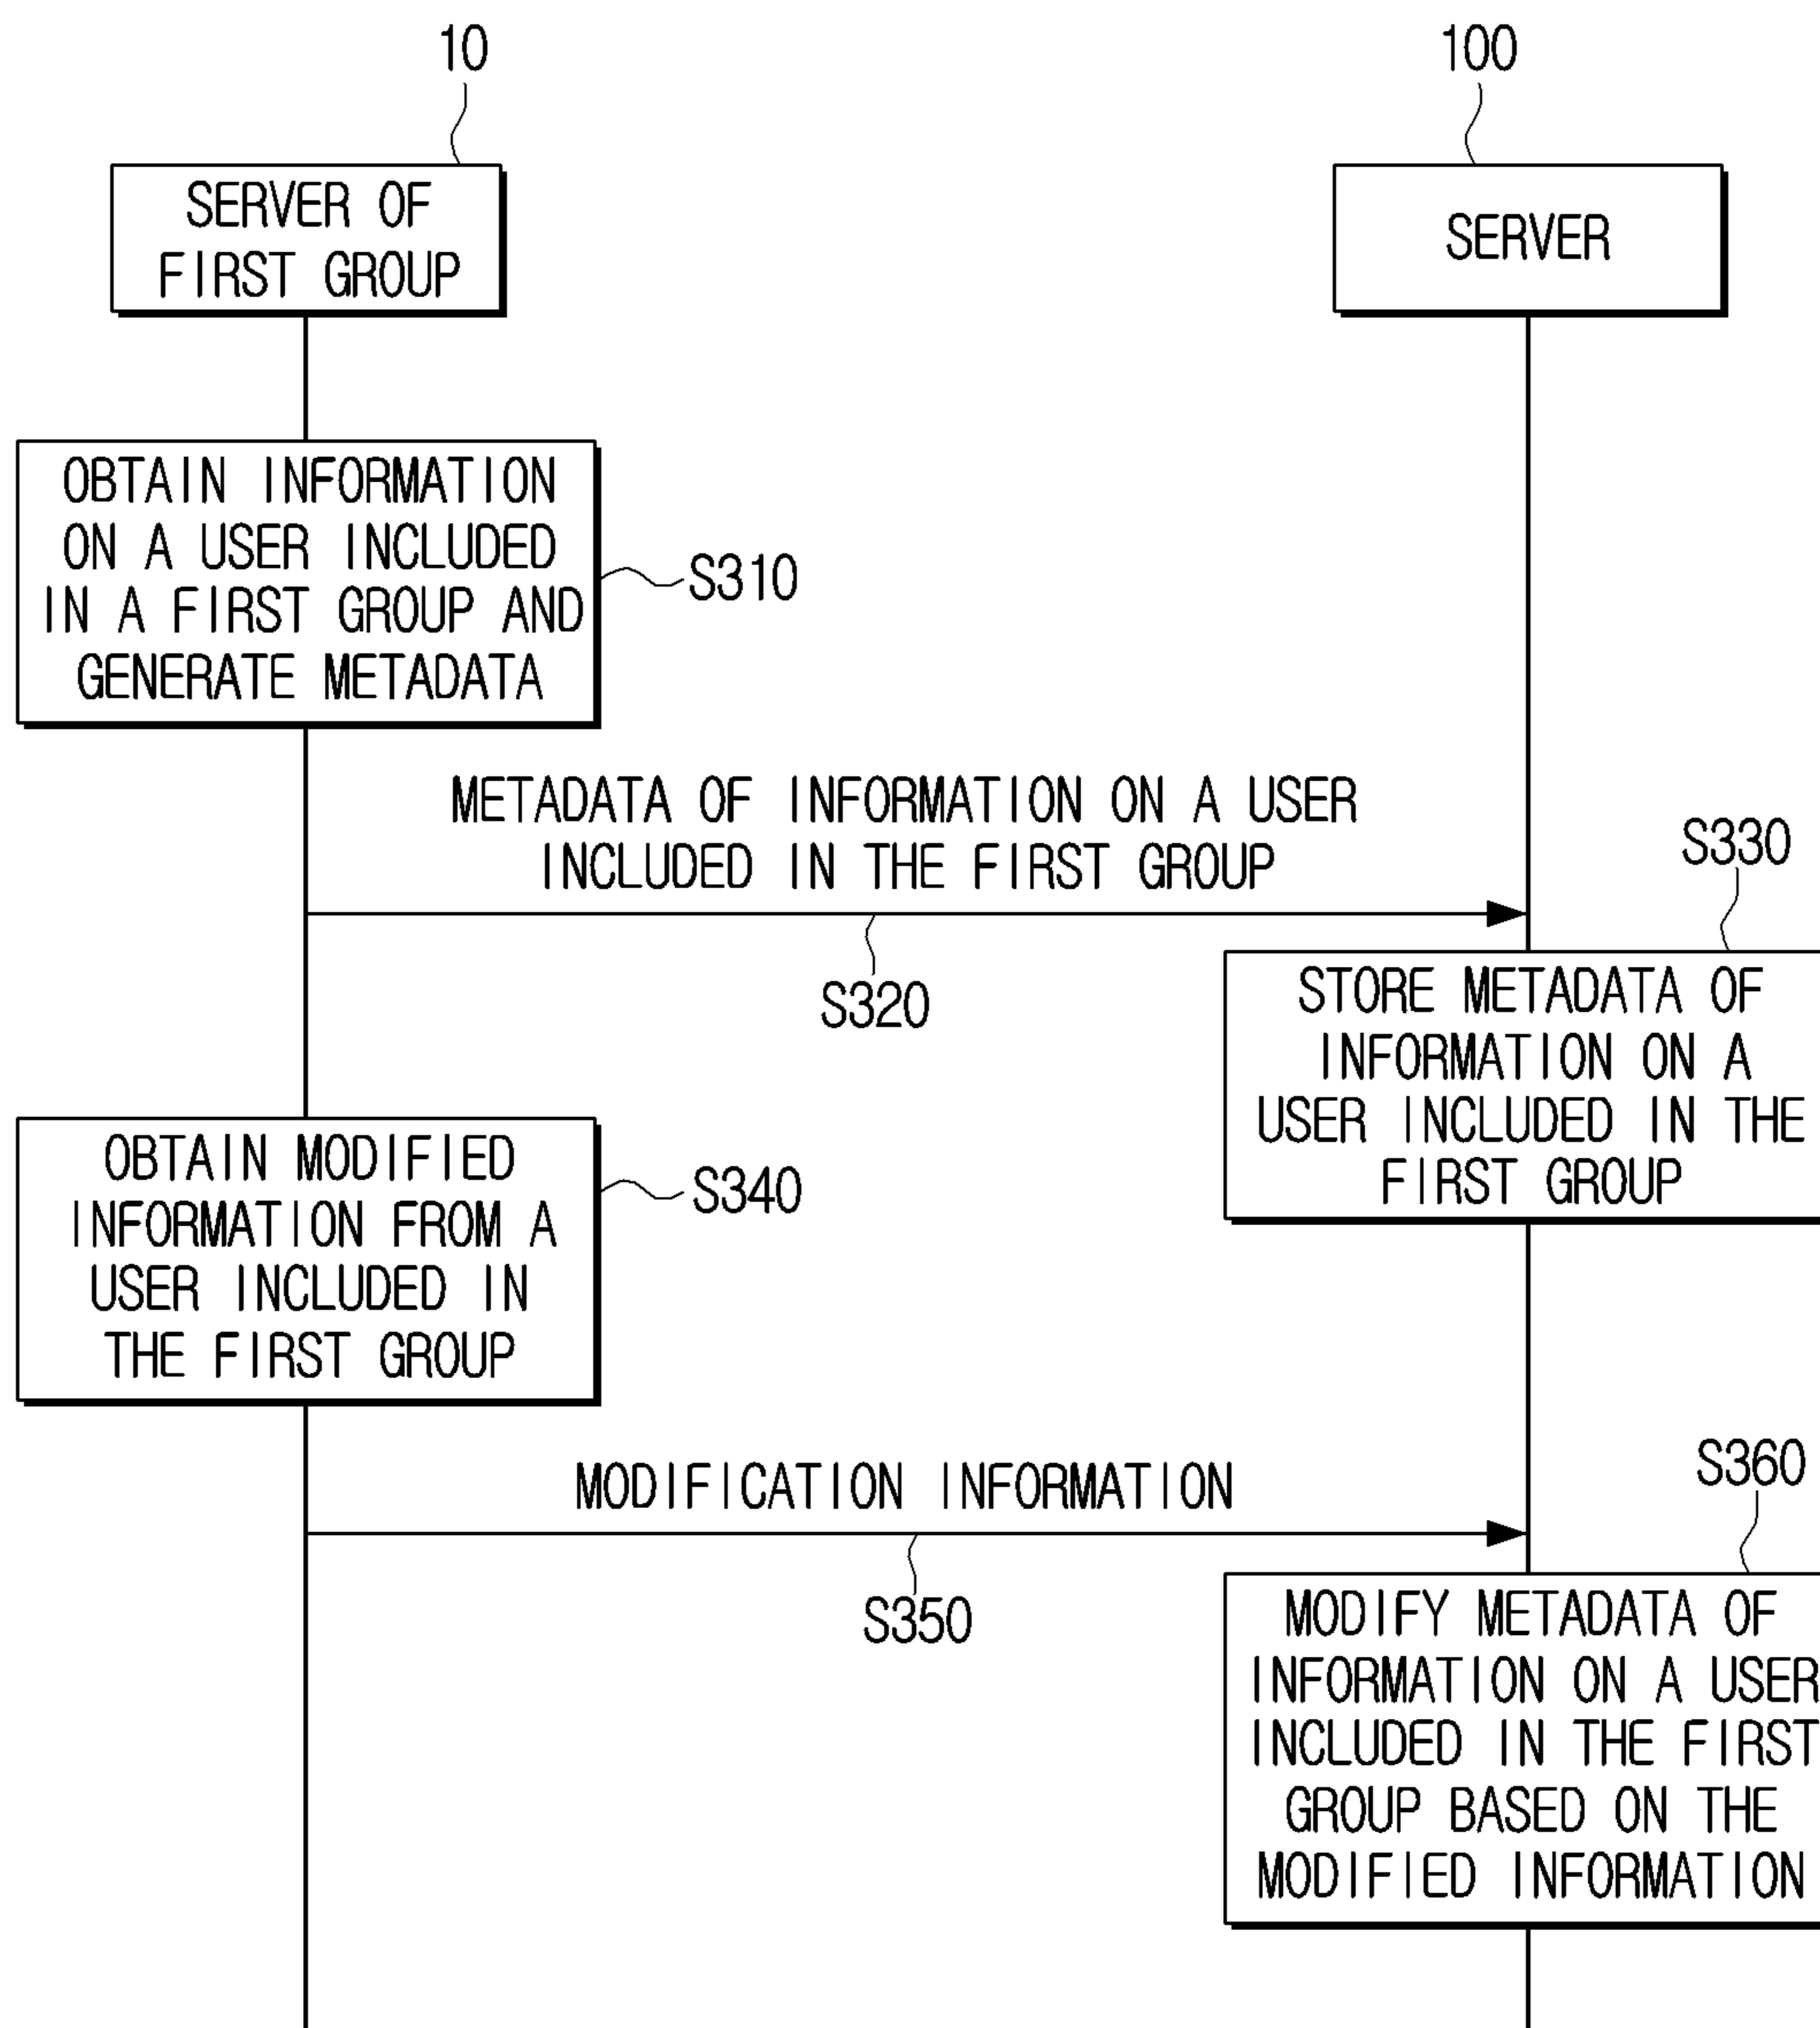 10
100
SERVER OF
FIRST GROUP
SERVER
OBTAIN INFORMATION
ON A USER INCLUDED
IN A FIRST GROUP AND
GENERATE METADATA
S310
METADATA OF INFORMATION ON A USER
INCLUDED IN THE FIRST GROUP
S320
S330
STORE METADATA OF
INFORMATION ON A
USER INCLUDED IN THE
FIRST GROUP
OBTAIN MODIFIED
INFORMATION FROM A
USER INCLUDED IN
THE FIRST GROUP
S340
MODIFICATION INFORMATION
S350
S360
MODIFY METADATA OF
INFORMATION ON A USER
INCLUDED IN THE FIRST
GROUP BASED ON THE
MODIFIED INFORMATION